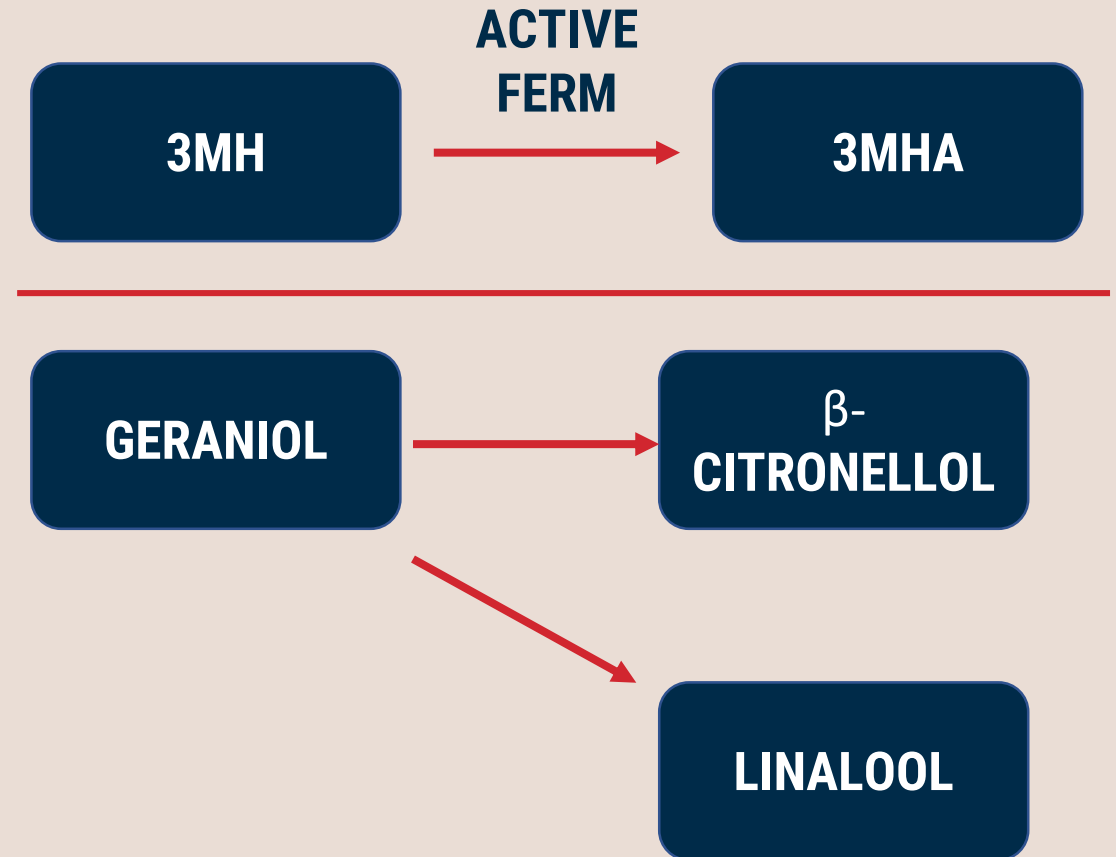 ACTIVE
FERM
3MH
3MHA
GERANIOL
β-
CITRONELLOL
LINALOOL